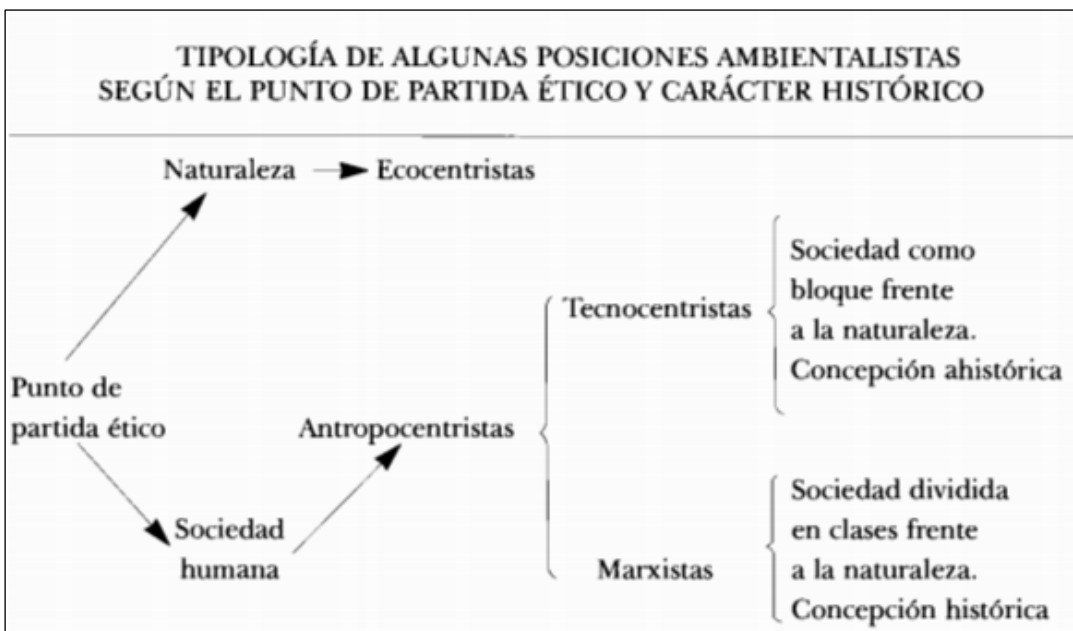 TIPOLOGÍA DE ALGUNAS POSICIONES AMBIENTALISTAS
SEGÚN EL PUNTO DE PARTIDA ÉTICO Y CARÁCTER HISTÓRICO
Naturaleza
Ecocentristas
Punto de
partida ético
Sociedad
humana
Antropocentristas
Tecnocentristas
Sociedad como
bloque frente
a la naturaleza.
Concepción ahistórica
Marxistas
Sociedad dividida
en clases frente
a la naturaleza.
Concepción histórica